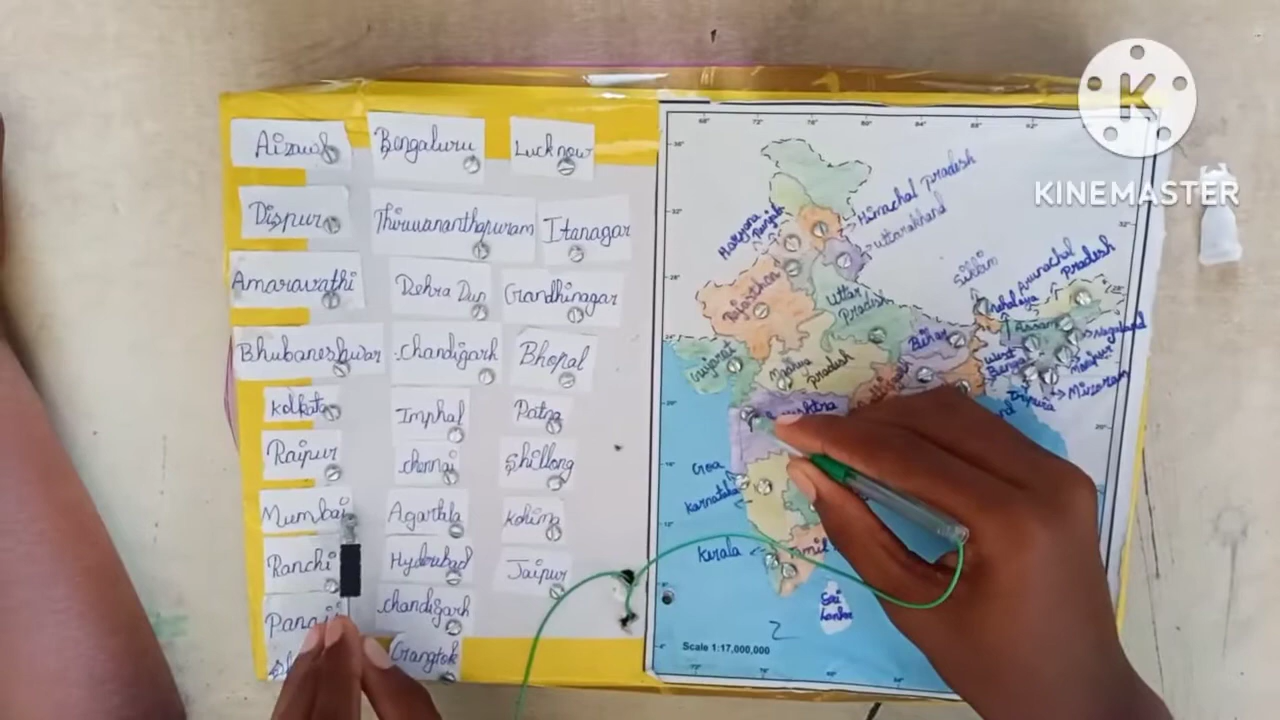 Aizawl
Bengaluru
Lucknow
Dispur
Thiruvananthapuram
Itanagar
Amaravathi
Dehra Dun
Gandhinagar
Bhubaneshwar
Chandigarh
Bhopal
Kolkata
Imphal
Patna
Raipur
chennai
Shillong
Mumbai
Agartala
Kohima
Ranchi
Hyderabad
Jaipur
Panaji
chandigarh
Gangtok
K
KINEMASTER
Himachal pradesh
Haryana
Punjab
uttarakhand
Sikkim
Arunachal
Pradesh
Rajasthan
Uttar
Pradesh
Assam
Nagaland
Bihar
Gujarat
Madhya
pradesh
West
Bengal
Manipur
Mizoram
Tripura
Goa
Karnataka
Kerala
Tamil
Sri
Lanka
Scale 1:17,000,000